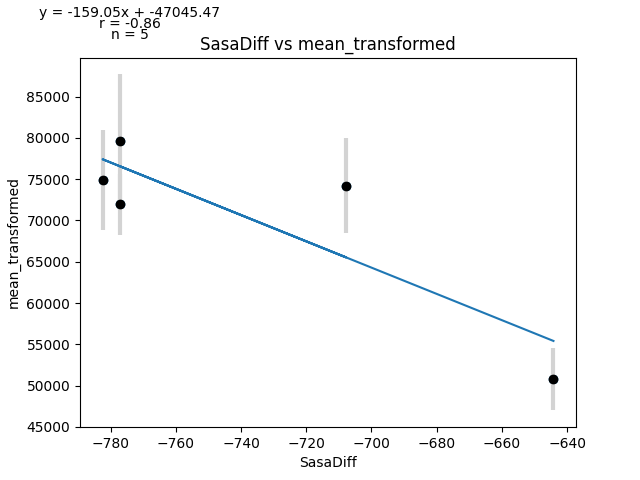 y = -159.05x + -47045.47
r = -0.86
n = 5
SasaDiff vs mean_transformed
85000
80000
75000
70000
65000
60000
55000
50000
45000
mean_transformed
−780 −760 −740 −720 −700 −680 −660 −640
SasaDiff